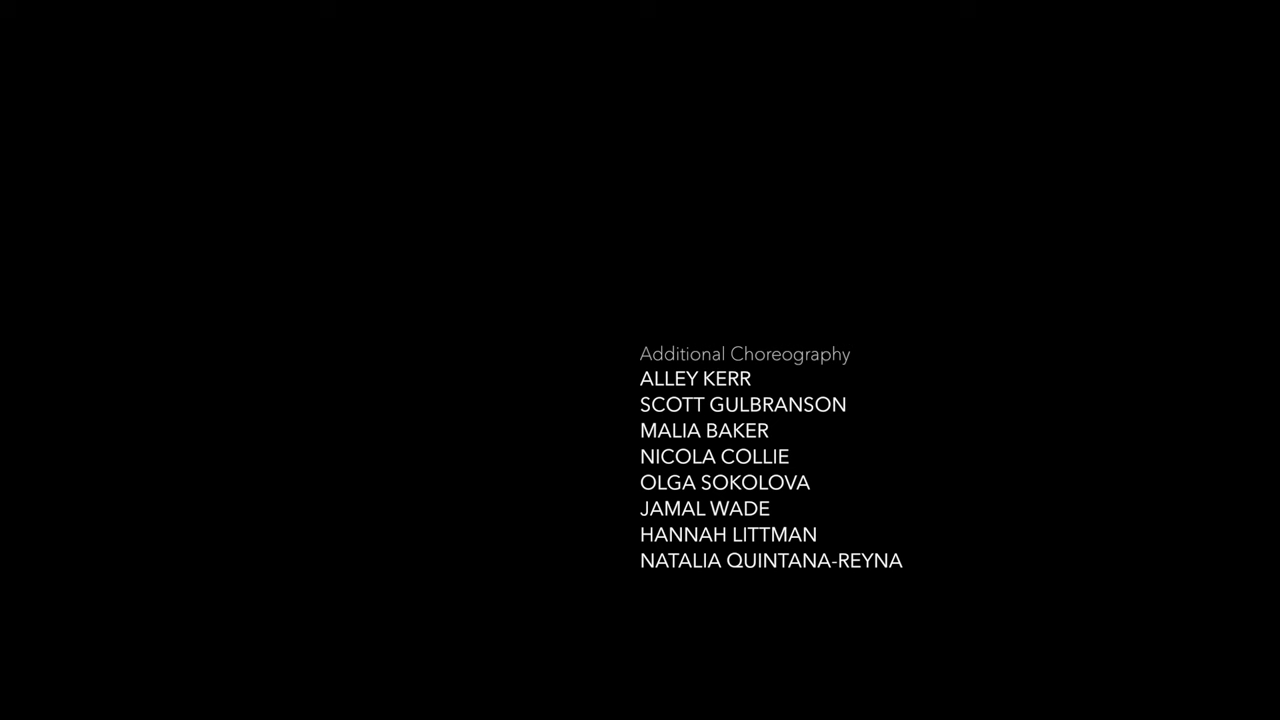 Additional Choreography
ALLEY KERR
SCOTT GULBRANSON
MALIA BAKER
NICOLA COLLIE
OLGA SOKOLOVA
JAMAL WADE
HANNAH LITTMAN
NATALIA QUINTANA-REYNA